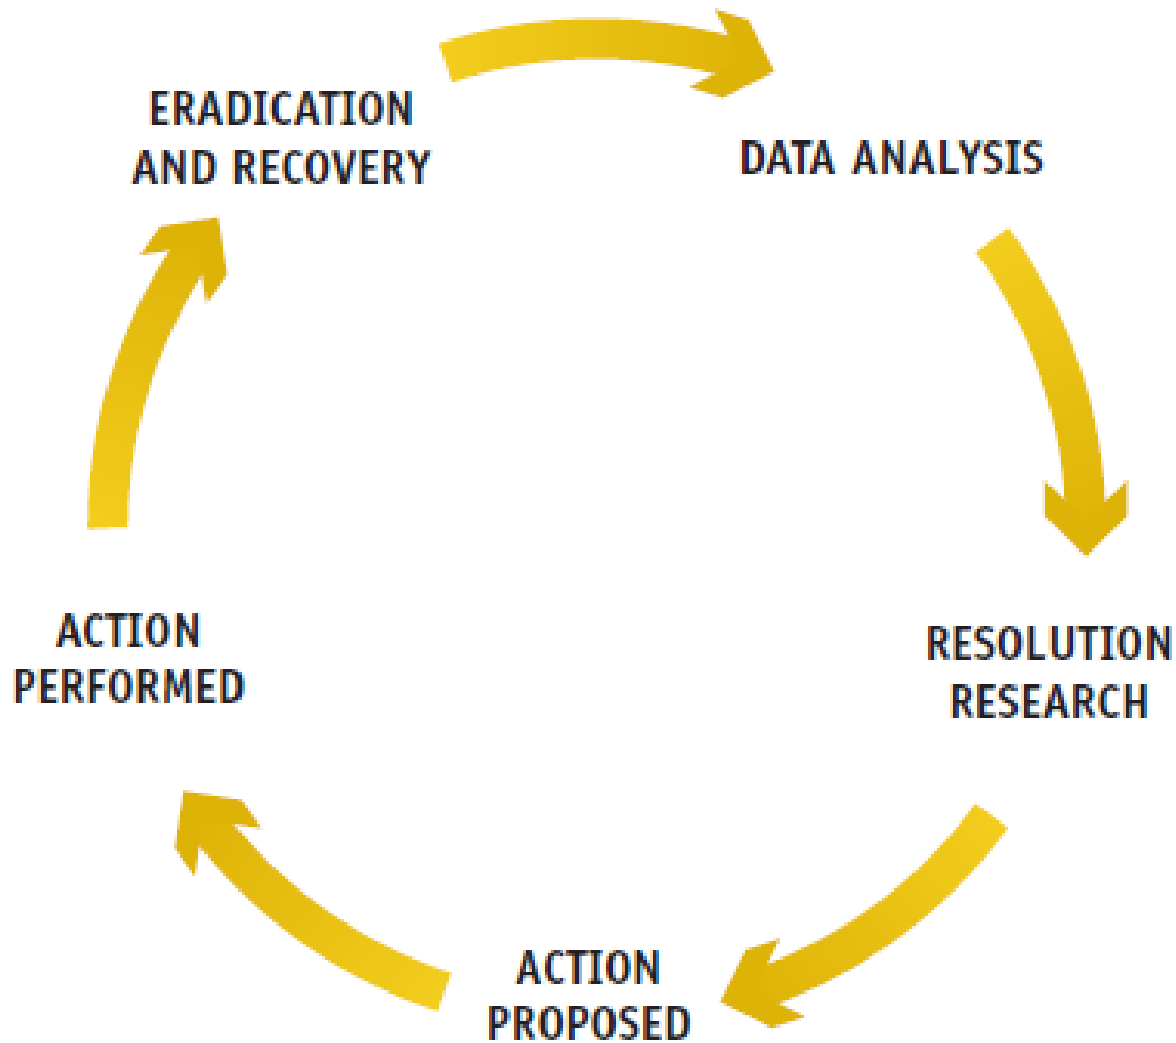 ERADICATION
AND RECOVERY
DATA ANALYSIS
RESOLUTION
RESEARCH
ACTION
PROPOSED
ACTION
PERFORMED